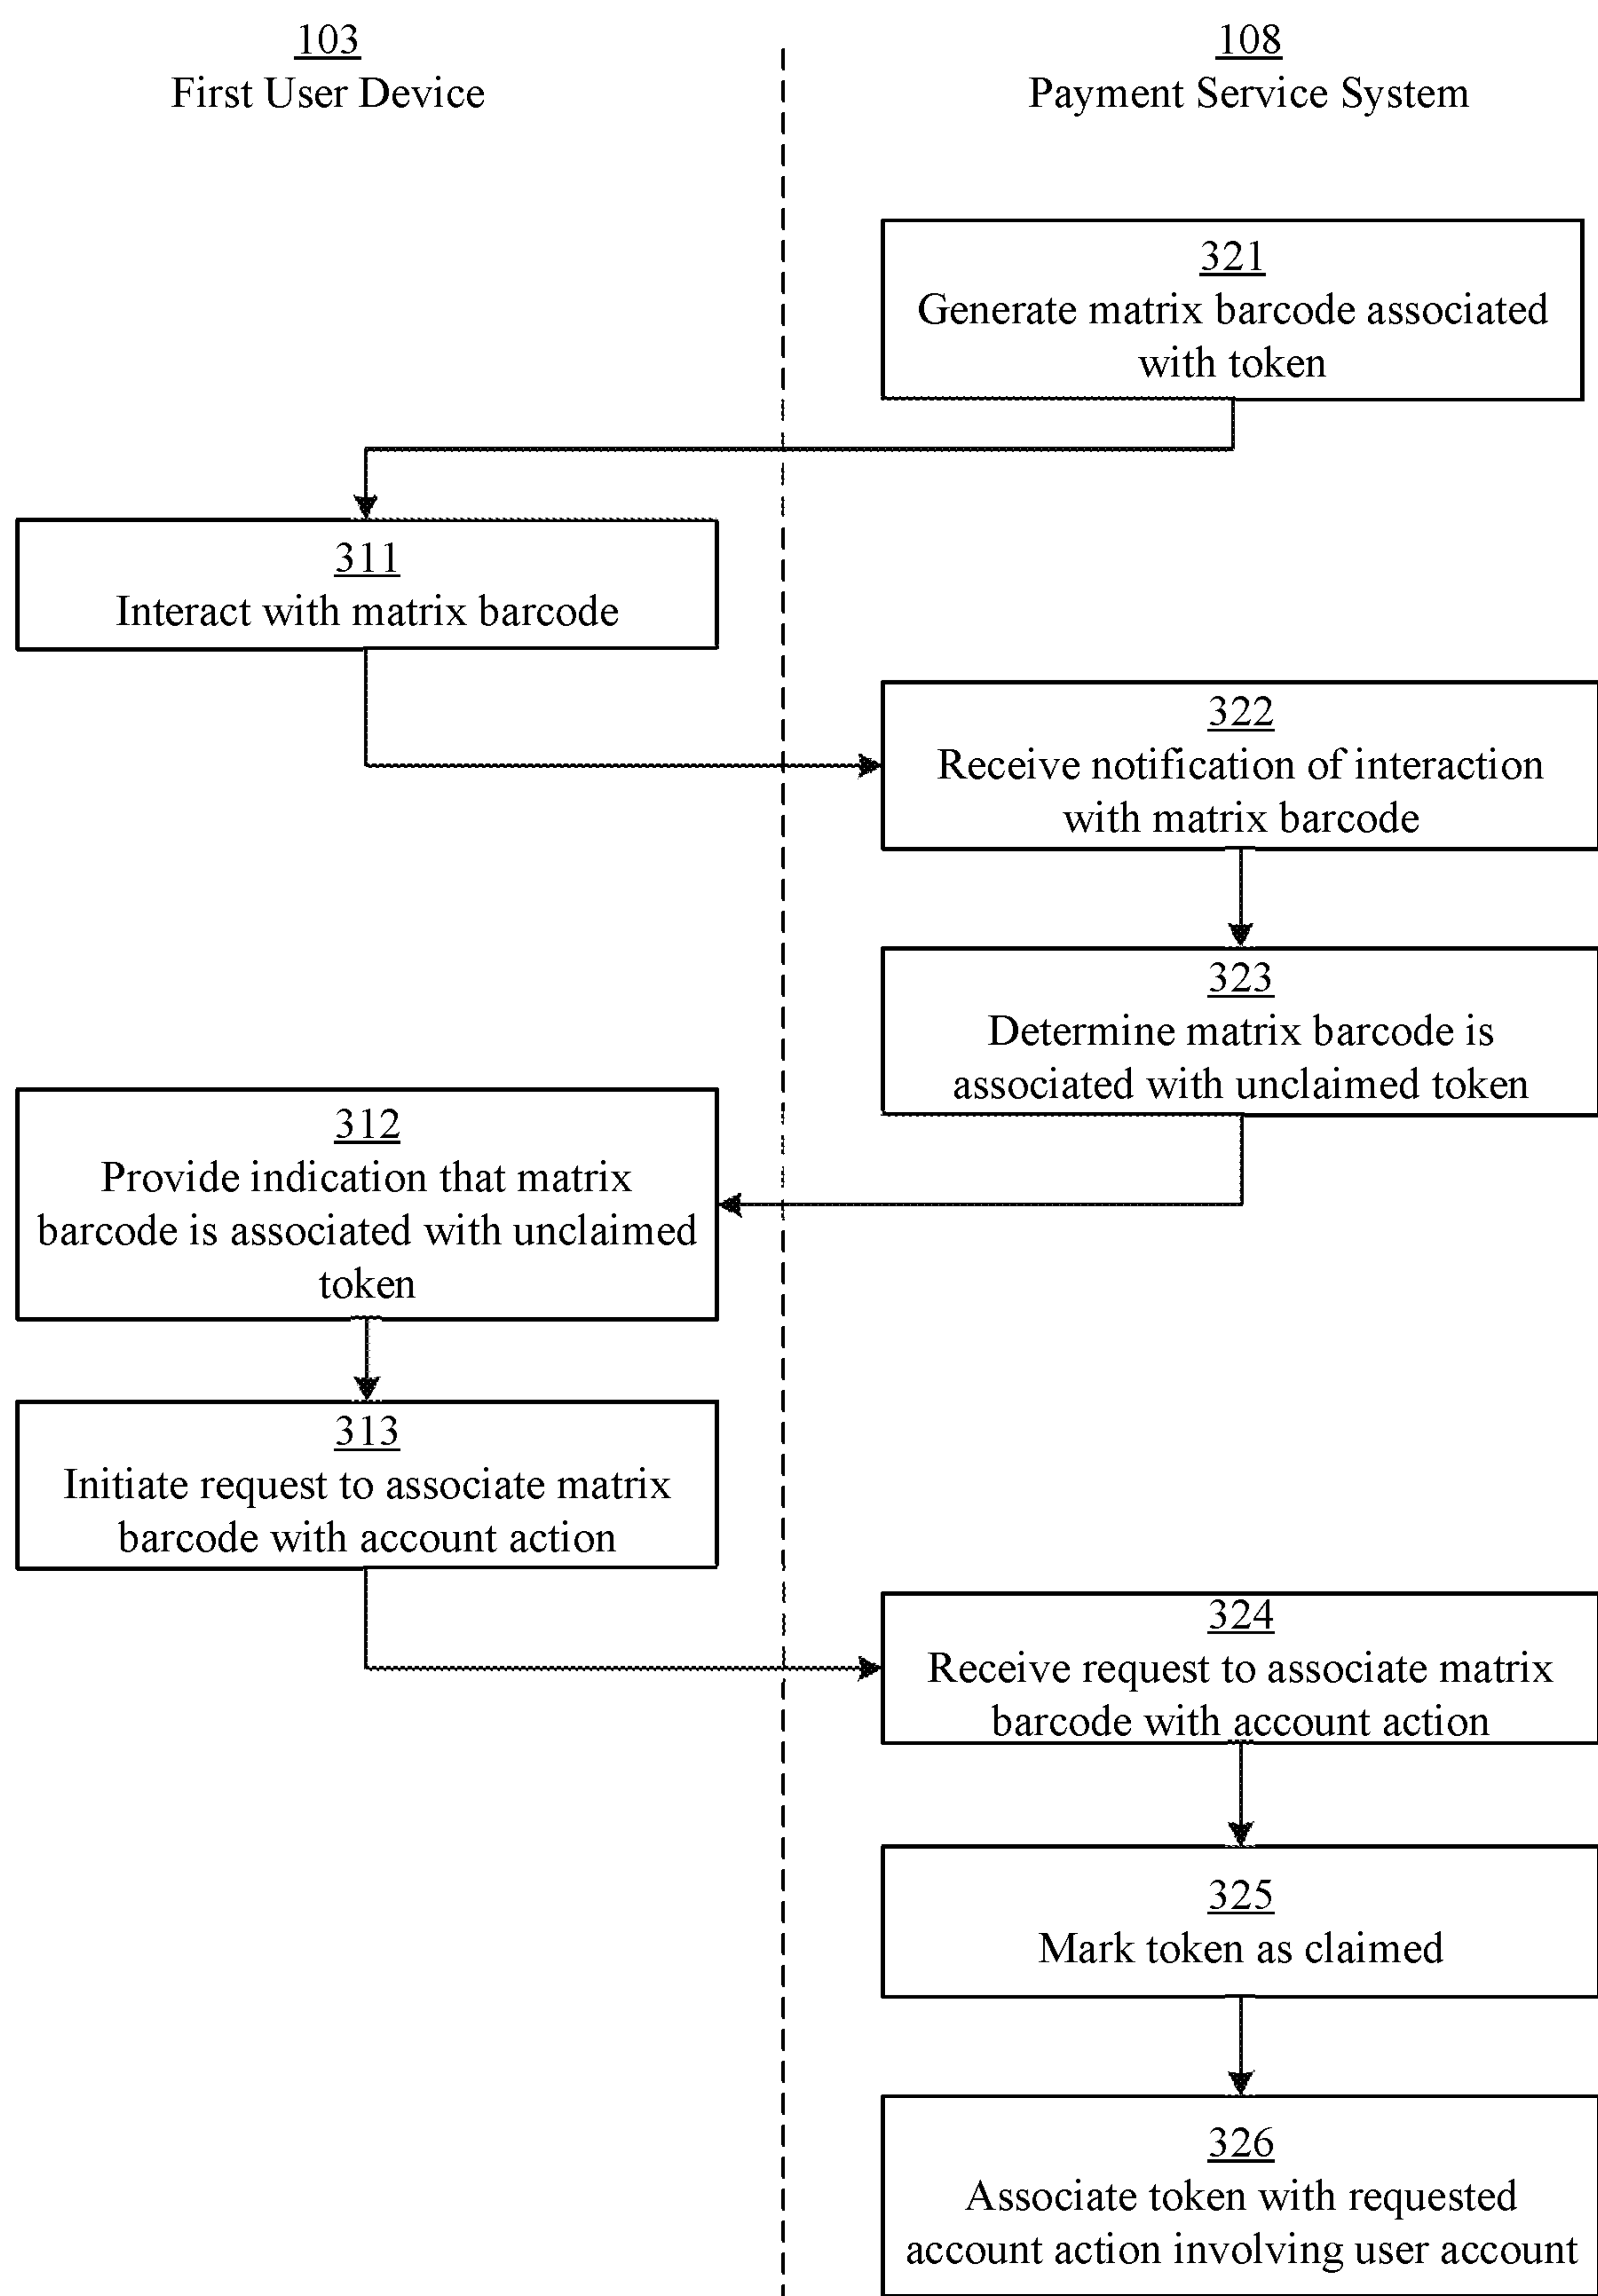 103
First User Device
108
Payment Service System
321
Generate matrix barcode associated
with token
311
Interact with matrix barcode
322
Receive notification of interaction
with matrix barcode
323
Determine matrix barcode is
associated with unclaimed token
312
Provide indication that matrix
barcode is associated with unclaimed
token
313
Initiate request to associate matrix
barcode with account action
324
Receive request to associate matrix
barcode with account action
325
Mark token as claimed
326
Associate token with requested
account action involving user account